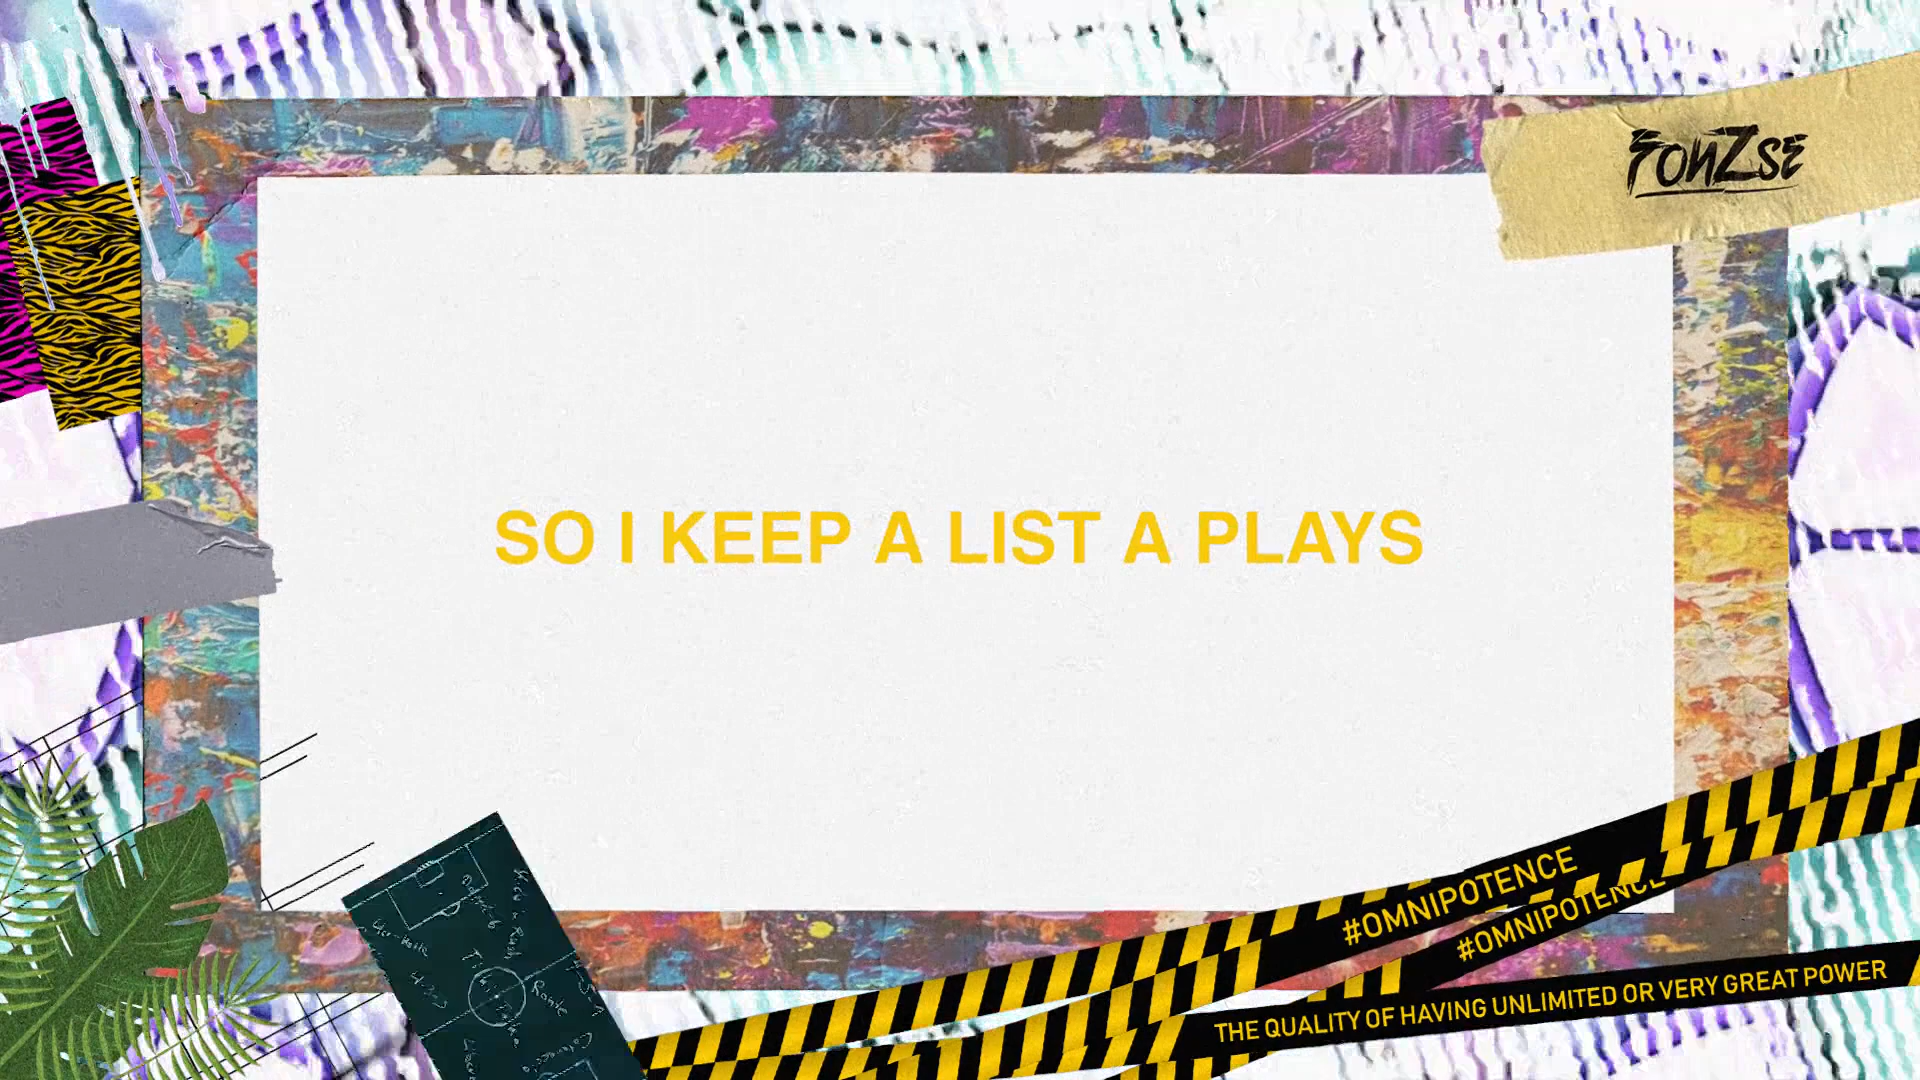 FONZSE
SO I KEEP A LIST A PLAYS
#OMNIPOTENCE
#OMNIPOTENCE
THE QUALITY OF HAVING UNLIMITED OR VERY GREAT POWER